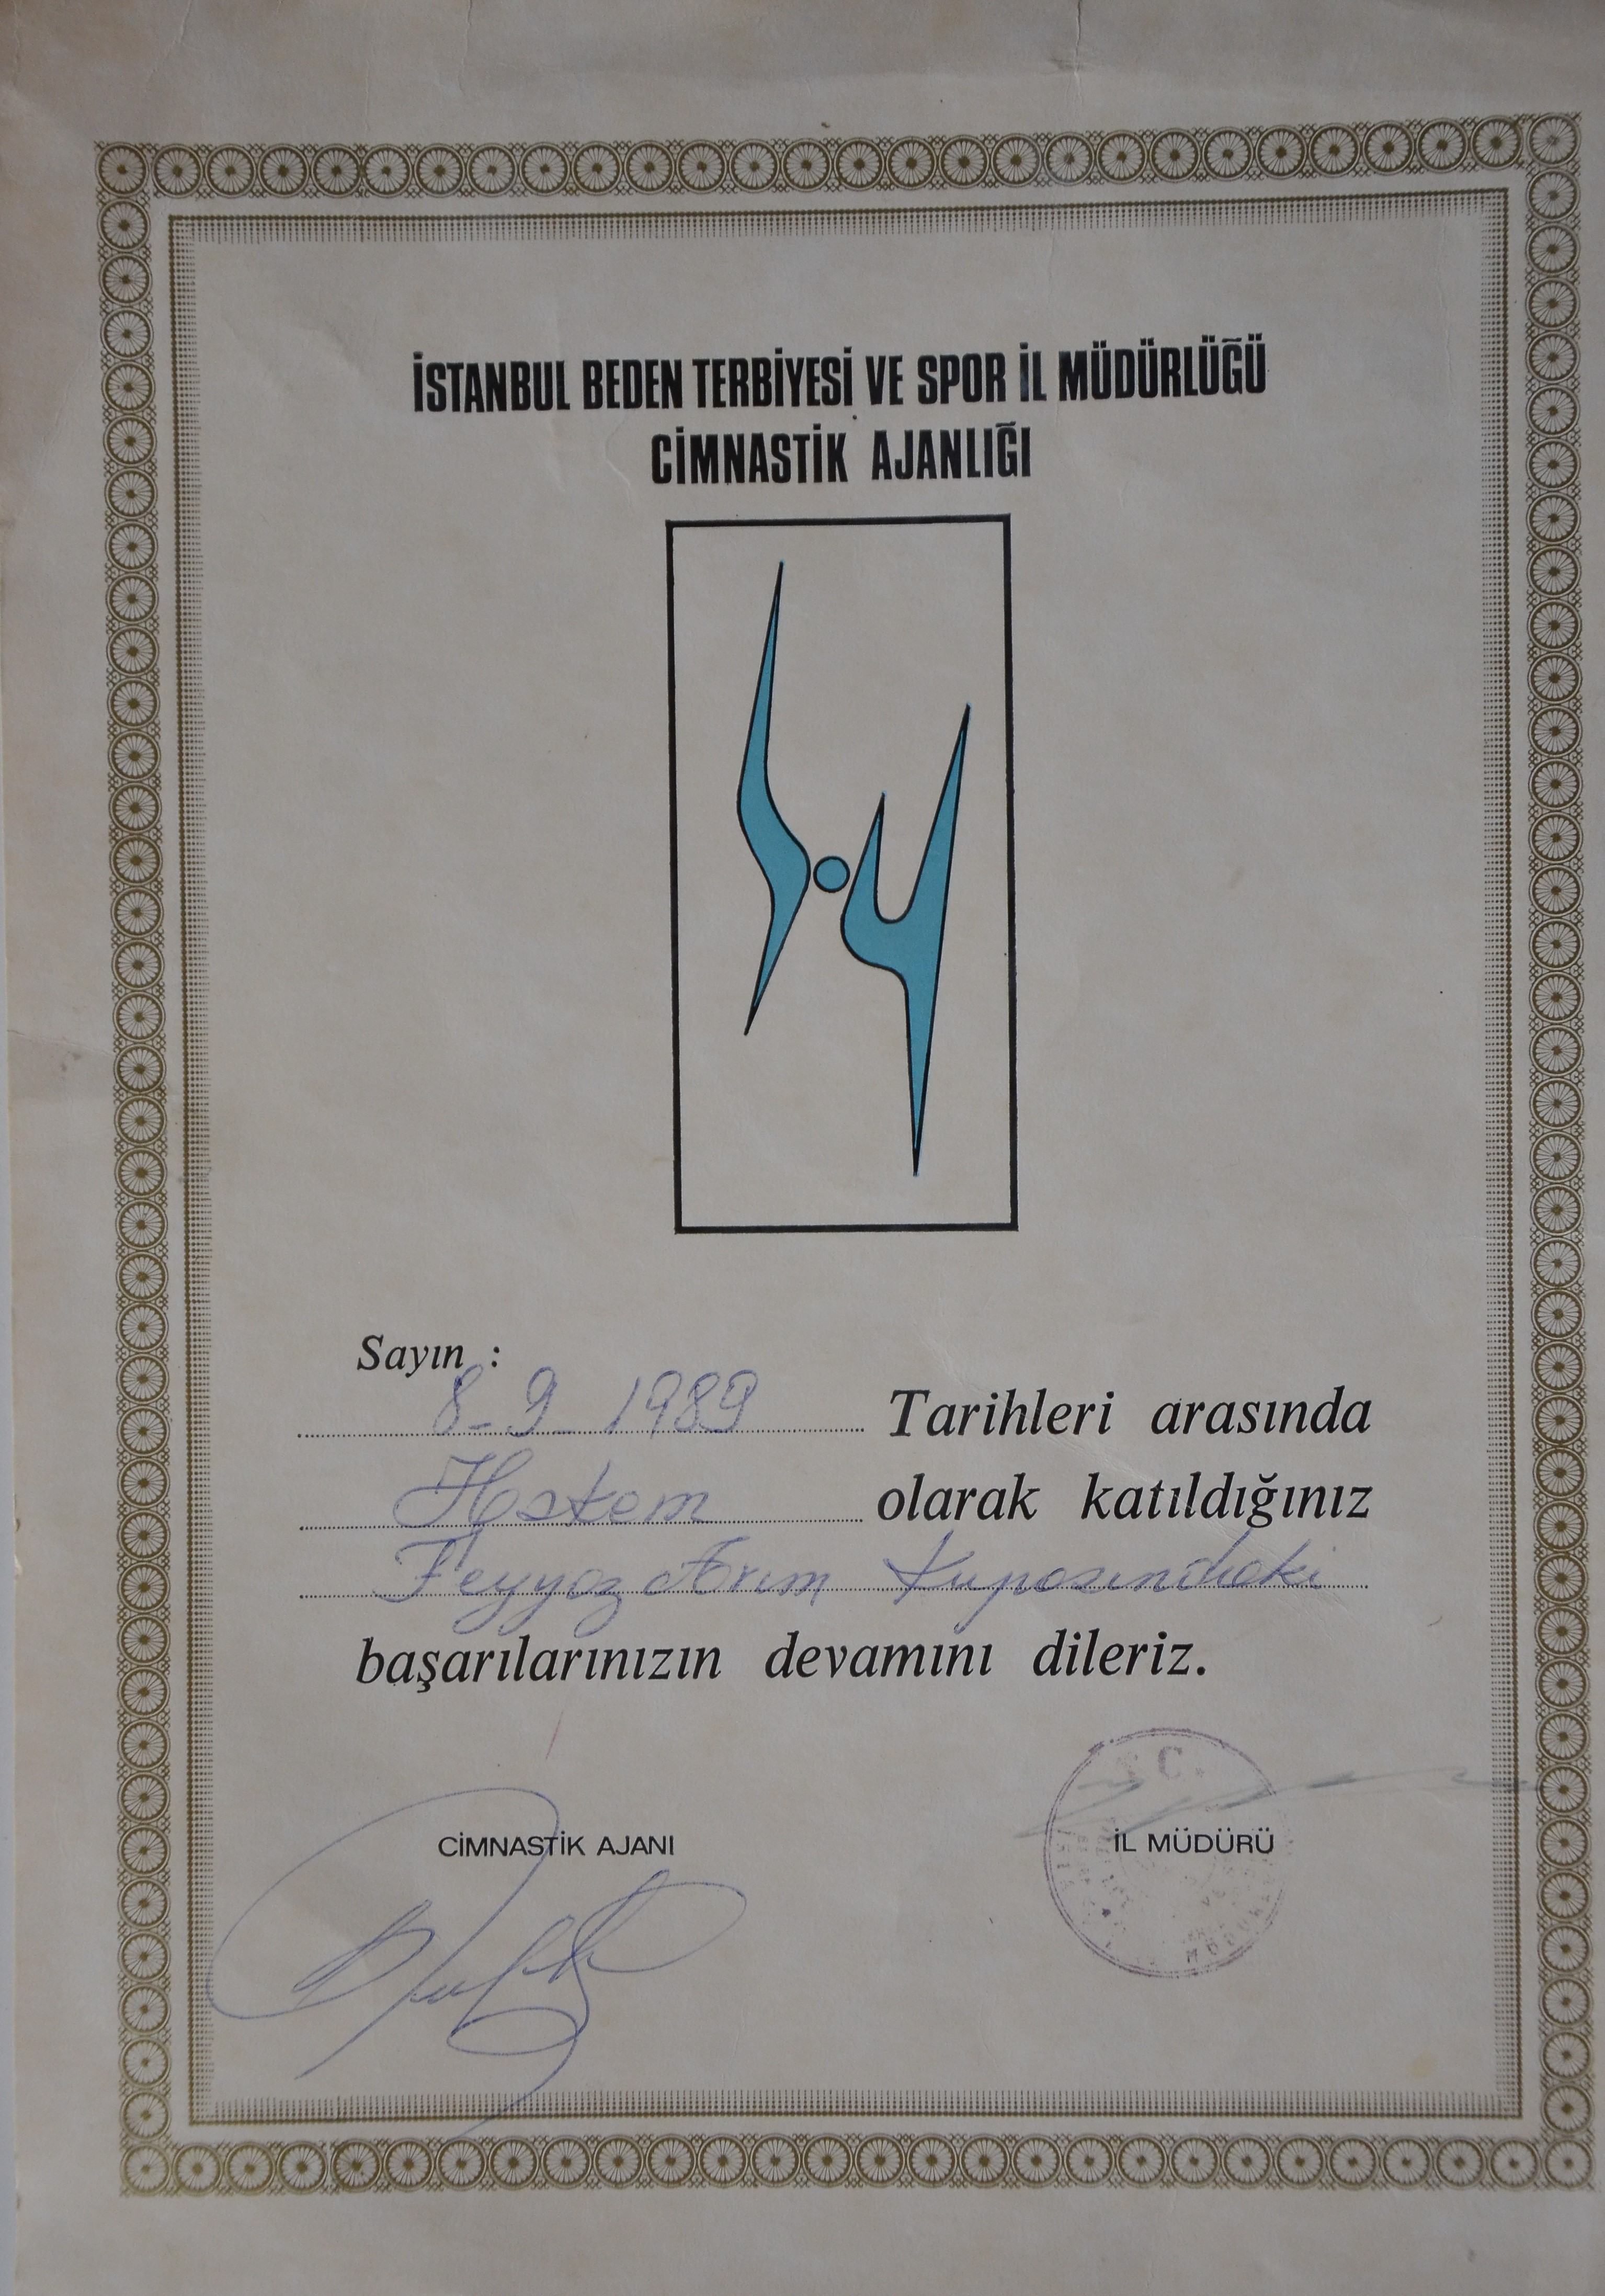 İSTANBUL BEDEN TERBİYESİ VE SPOR İL MÜDÜRLÜĞÜ
CİMNASTİK AJANLIĞI
Sayın :
8-9-1989 Tarihleri arasında
Hakem olarak katıldığınız
Feyyaz Arım Kupasındaki
başarılarınızın devamını dileriz.
CİMNASTİK AJANI İL MÜDÜRÜ